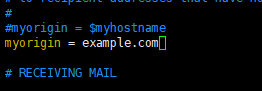 # to recipient addresses that have no
#
#myorigin = $myhostname
myorigin = example.com
# RECEIVING MAIL